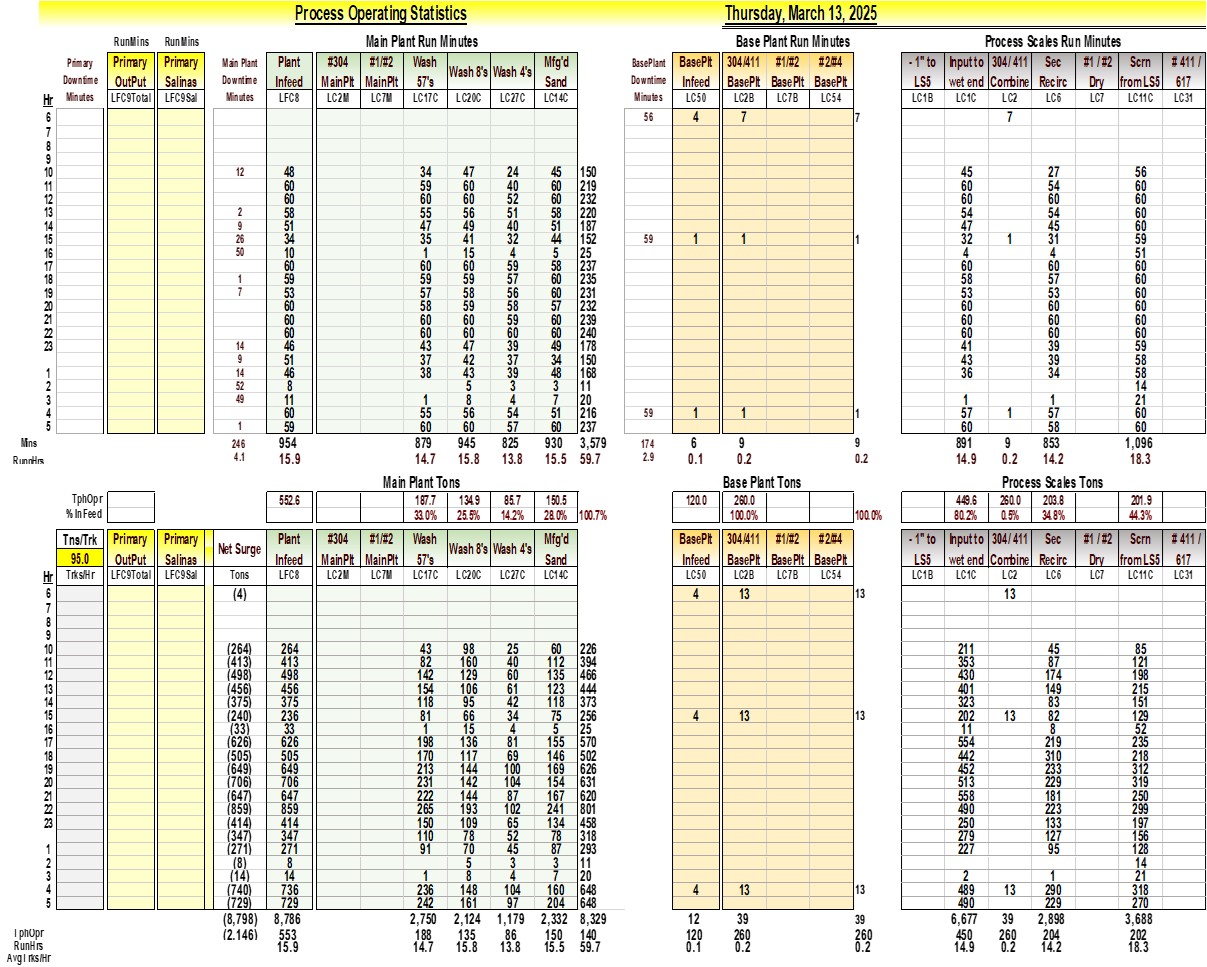 Process Operating Statistics Thursday, March 13, 2025
RunMins RunMins Main Plant Run Minutes Base Plant Run Minutes Process Scales Run Minutes
Primary Primary Primary Main Plant Plant #304 #1/#2 Wash Wash 8's Wash 4's Mfg'd BasePlant BasePlt 304/411 #1/#2 #2/#4 - 1" to Input to 304/ 411 Sec #1 / #2 Scrn # 411 /
Downtime OutPut Salinas Downtime Infeed MainPlt MainPlt 57's Sand Downtime Infeed BasePlt BasePlt BasePlt LS5 wet end Combine Recirc Dry from LS5 617
Hr Minutes LFC9Total LFC9Sal Minutes LFC8 LC2M LC7M LC17C LC20C LC27C LC14C Minutes LC50 LC2B LC7B LC54 LC1B LC1C LC2 LC6 LC7 LC11C LC31
6 56 4 7 7 7
7
8
9
10 12 48 34 47 24 45 150 45 27 56
11 60 59 60 40 60 219 60 54 60
12 60 60 60 52 60 232 60 60 60
13 2 58 55 56 51 58 220 54 54 60
14 9 51 47 49 40 51 187 47 45 60
15 26 34 35 41 32 44 152 59 1 1 1 32 1 31 59
16 50 10 1 15 4 5 25 4 4 51
17 60 60 60 59 58 237 60 60 60
18 1 59 59 59 57 60 235 58 57 60
19 7 53 57 58 56 60 231 53 53 60
20 60 58 59 58 57 232 60 60 60
21 60 60 60 59 60 239 60 60 60
22 60 60 60 60 60 240 60 60 60
23 14 46 43 47 39 49 178 41 39 59
9 51 37 42 37 34 150 43 39 58
1 14 46 38 43 39 48 168 36 34 58
2 52 8 5 3 3 11 14
3 49 11 1 8 4 7 20 1 1 21
4 60 55 56 54 51 216 59 1 1 1 57 1 57 60
5 1 59 60 60 57 60 237 60 58 60
Mins 246 954 879 945 825 930 3,579 174 6 9 9 891 9 853 1,096
RunnHrs 4.1 15.9 14.7 15.8 13.8 15.5 59.7 2.9 0.1 0.2 0.2 14.9 0.2 14.2 18.3
Main Plant Tons Base Plant Tons Process Scales Tons
TphOpr 552.6 187.7 134.9 85.7 150.5 120.0 260.0 449.6 260.0 203.8 201.9
% InFeed 33.0% 25.5% 14.2% 28.0% 100.7% 100.0% 100.0% 80.2% 0.5% 34.8% 44.3%
Tns/Trk Primary Primary Net Surge Plant #304 #1/#2 Wash Wash 8's Wash 4's Mfg'd BasePlt 304/411 #1/#2 #2/#4 - 1" to Input to 304/ 411 Sec #1 / #2 Scrn # 411 /
95.0 OutPut Salinas Infeed MainPlt MainPlt 57's Sand Infeed BasePlt BasePlt BasePlt LS5 wet end Combine Recirc Dry from LS5 617
Hr Trks/Hr LFC9Total LFC9Sal Tons LFC8 LC2M LC7M LC17C LC20C LC27C LC14C LC50 LC2B LC7B LC54 LC1B LC1C LC2 LC6 LC7 LC11C LC31
6 (4) 4 13 13 13
7
8
9
10 (264) 264 43 98 25 60 226 211 45 85
11 (413) 413 82 160 40 112 394 353 87 121
12 (498) 498 142 129 60 135 466 430 174 198
13 (456) 456 154 106 61 123 444 401 149 215
14 (375) 375 118 95 42 118 373 323 83 151
15 (240) 236 81 66 34 75 256 4 13 13 202 13 82 129
16 (33) 33 1 15 4 5 25 11 8 52
17 (626) 626 198 136 81 155 570 554 219 235
18 (505) 505 170 117 69 146 502 442 310 218
19 (649) 649 213 144 100 169 626 452 233 312
20 (706) 706 231 142 104 154 631 513 229 319
21 (647) 647 222 144 87 167 620 558 181 250
22 (859) 859 265 193 102 241 801 490 223 299
23 (414) 414 150 109 65 134 458 250 133 197
(347) 347 110 78 52 78 318 279 127 156
1 (271) 271 91 70 45 87 293 227 95 128
2 (8) 8 5 3 3 11 14
3 (14) 14 1 8 4 7 20 2 1 21
4 (740) 736 236 148 104 160 648 4 13 13 489 13 290 318
5 (729) 729 242 161 97 204 648 490 229 270
(8,798) 8,786 2,750 2,124 1,179 2,332 8,329 12 39 39 6,677 39 2,898 3,688
TphOpr (2,146) 553 188 135 86 150 140 120 260 260 450 260 204 202
RunHrs 15.9 14.7 15.8 13.8 15.5 59.7 0.1 0.2 0.2 14.9 0.2 14.2 18.3
AvgTrks/Hr